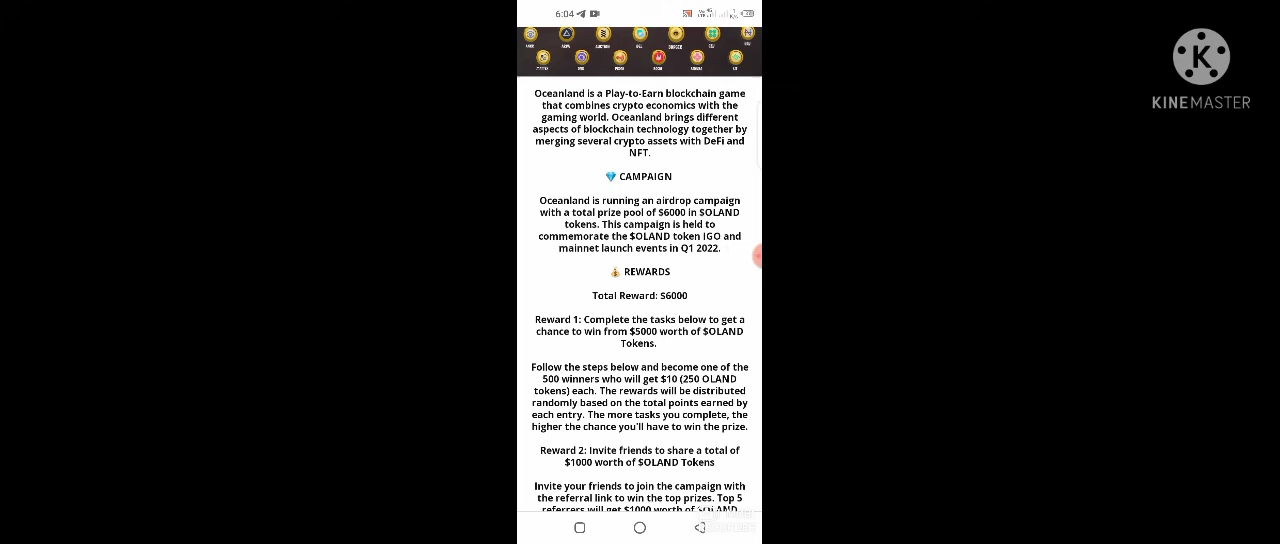 6:04
K
KINEMASTER
AUCTION
Oceanland is a Play-to-Earn blockchain game
that combines crypto economics with the
gaming world. Oceanland brings different
aspects of blockchain technology together by
merging several crypto assets with DeFi and
NFT.
💎 CAMPAIGN
Oceanland is running an airdrop campaign
with a total prize pool of $6000 in $OLAND
tokens. This campaign is held to
commemorate the $OLAND token IGO and
mainnet launch events in Q1 2022.
💰 REWARDS
Total Reward: $6000
Reward 1: Complete the tasks below to get a
chance to win from $5000 worth of $OLAND
Tokens.
Follow the steps below and become one of the
500 winners who will get $10 (250 OLAND
tokens) each. The rewards will be distributed
randomly based on the total points earned by
each entry. The more tasks you complete, the
higher the chance you'll have to win the prize.
Reward 2: Invite friends to share a total of
$1000 worth of $OLAND Tokens
Invite your friends to join the campaign with
the referral link to win the top prizes. Top 5
referrers will get $1000 worth of $OLAND